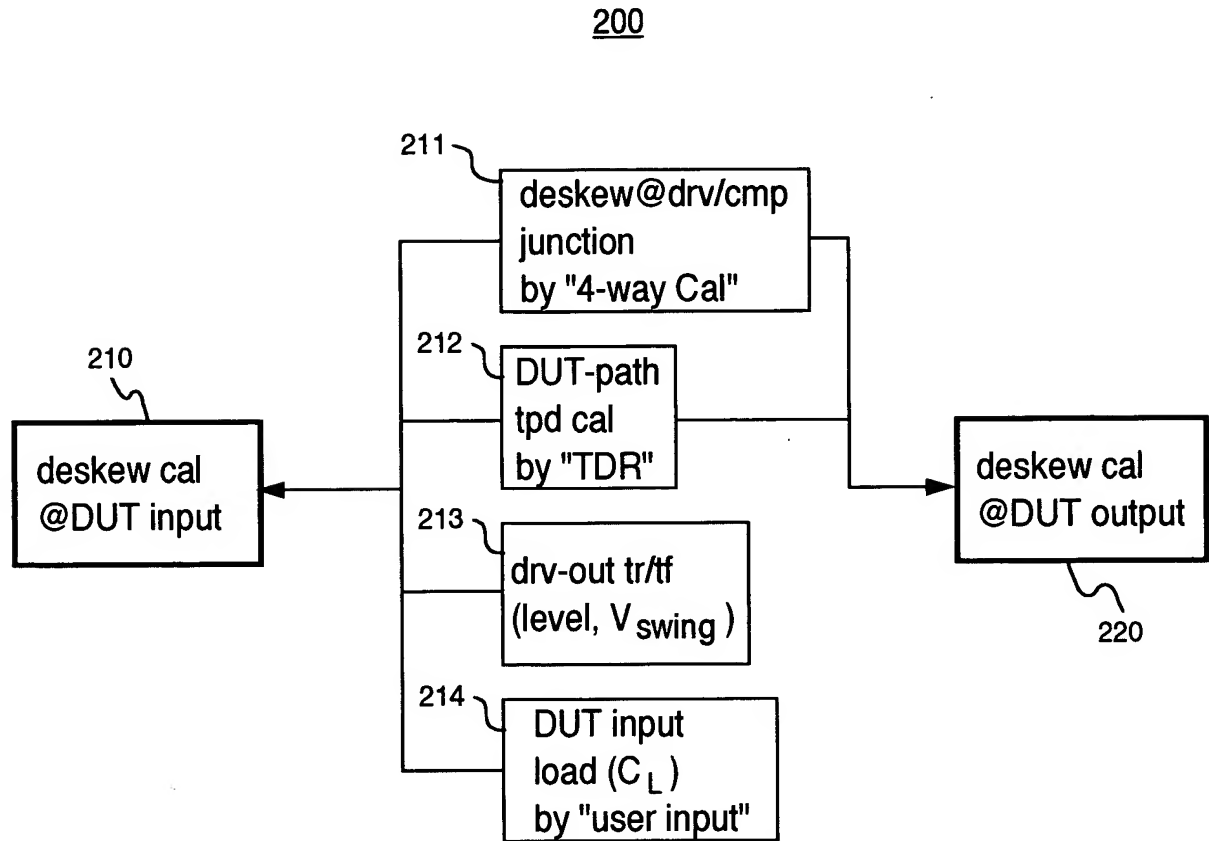 200
211
deskew@drv/cmp
junction
by "4-way Cal"
212
DUT-path
tpd cal
by "TDR"
210
deskew cal
@DUT input
213
drv-out tr/tf
(level, Vswing)
214
DUT input
load (CL)
by "user input"
deskew cal
@DUT output
220